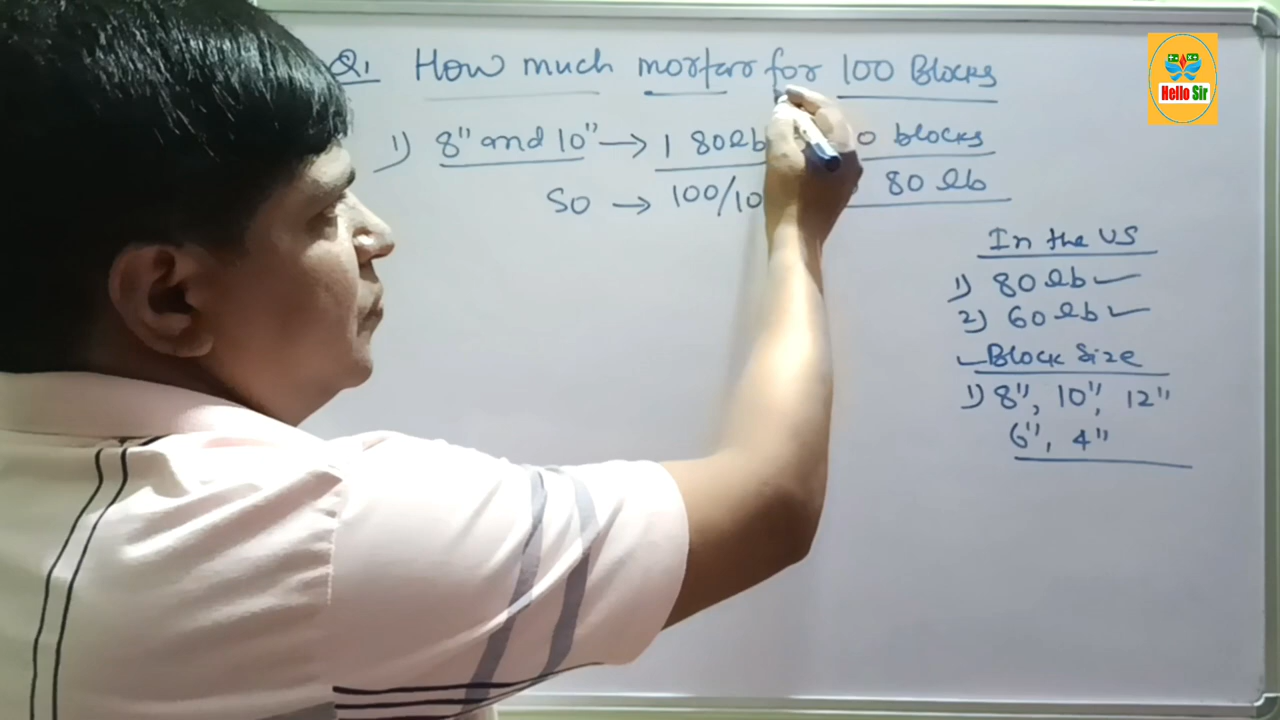 Q. How much mortar for 100 Blocks
1) 8" and 10" → 1 80lb 0 blocks
So → 100/10 80 lb
Hello Sir
In the US
1) 80 lb ✓
2) 60 lb ✓
Block Size
1) 8", 10", 12"
6", 4"